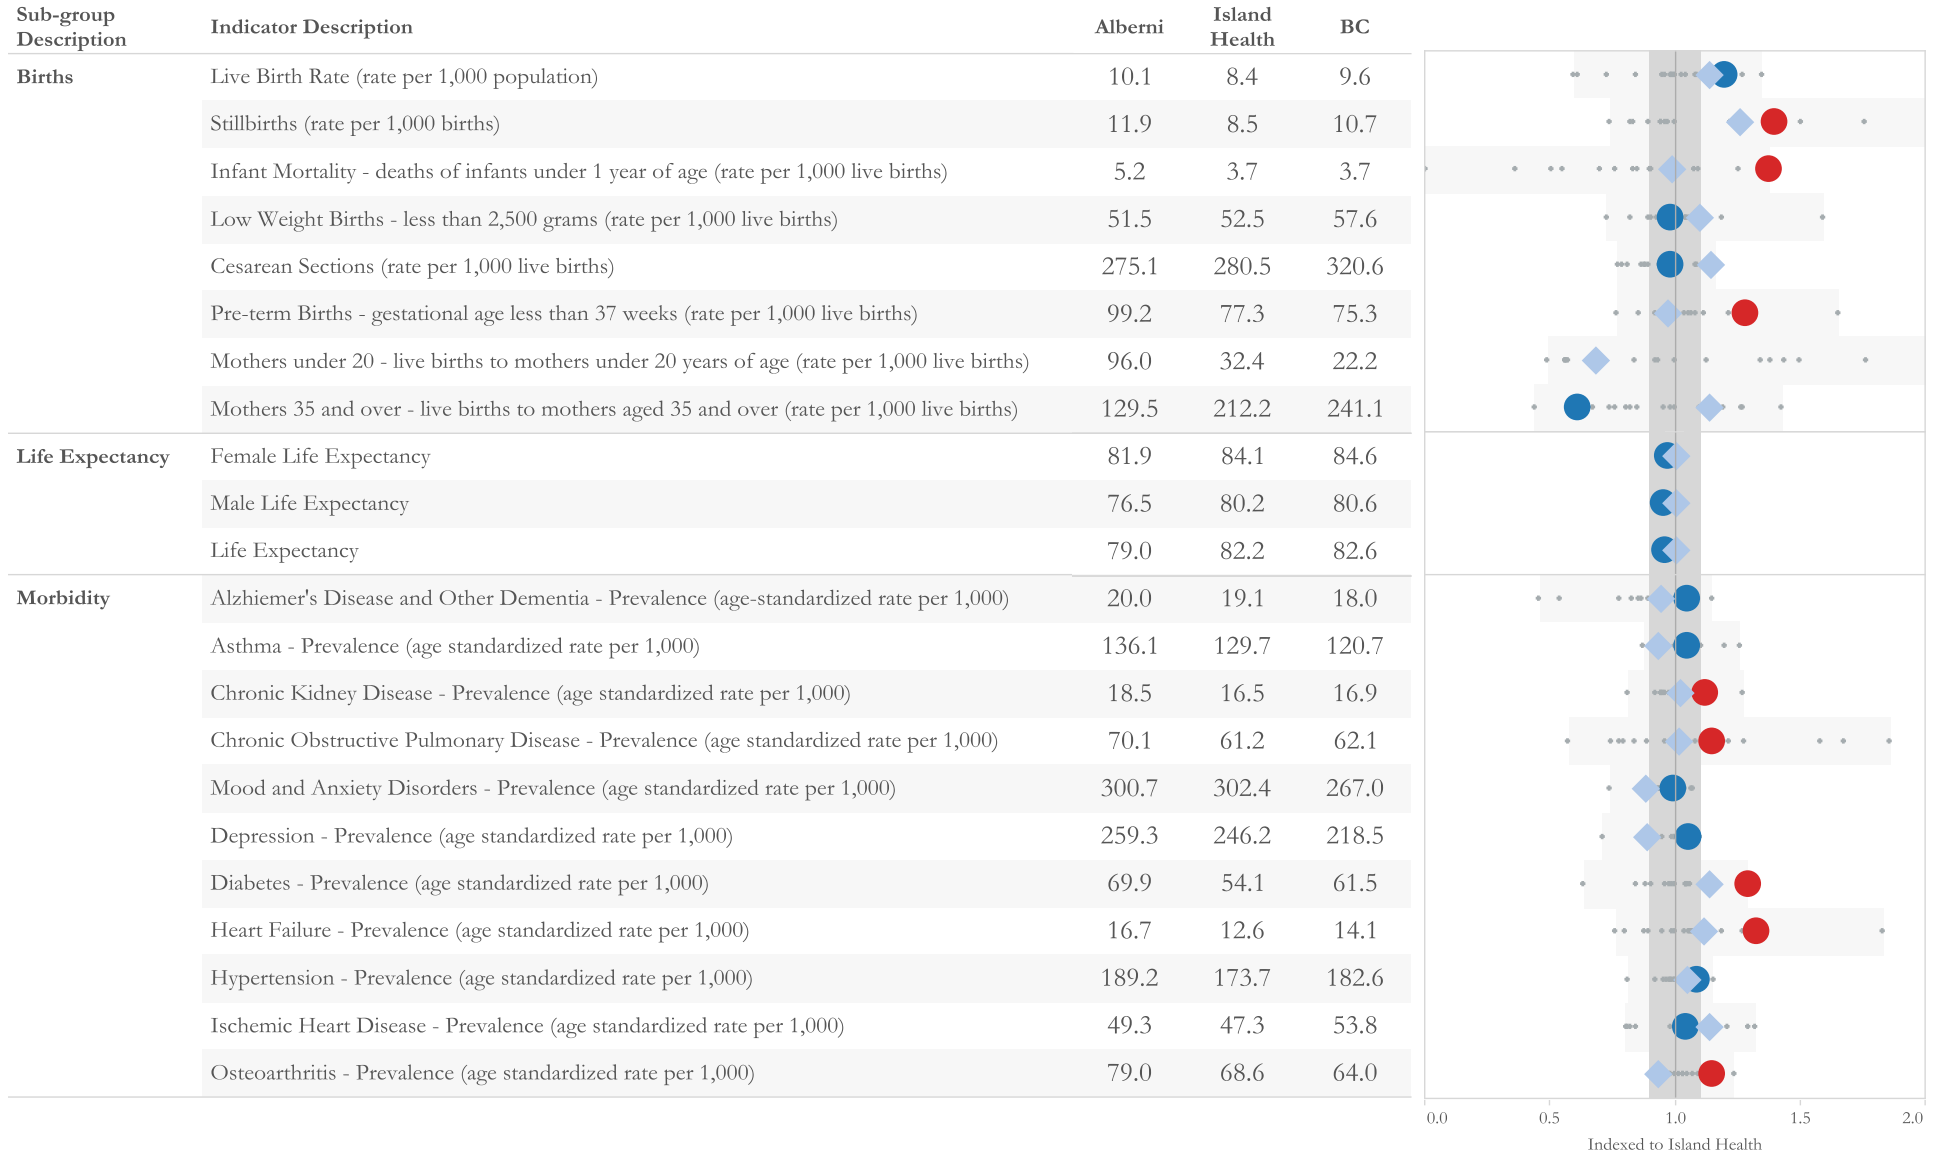 Sub-group Description Indicator Description Alberni Island Health BC
Births Live Birth Rate (rate per 1,000 population) 10.1 8.4 9.6
Stillbirths (rate per 1,000 births) 11.9 8.5 10.7
Infant Mortality - deaths of infants under 1 year of age (rate per 1,000 live births) 5.2 3.7 3.7
Low Weight Births - less than 2,500 grams (rate per 1,000 live births) 51.5 52.5 57.6
Cesarean Sections (rate per 1,000 live births) 275.1 280.5 320.6
Pre-term Births - gestational age less than 37 weeks (rate per 1,000 live births) 99.2 77.3 75.3
Mothers under 20 - live births to mothers under 20 years of age (rate per 1,000 live births) 96.0 32.4 22.2
Mothers 35 and over - live births to mothers aged 35 and over (rate per 1,000 live births) 129.5 212.2 241.1
Life Expectancy Female Life Expectancy 81.9 84.1 84.6
Male Life Expectancy 76.5 80.2 80.6
Life Expectancy 79.0 82.2 82.6
Morbidity Alzhiemer's Disease and Other Dementia - Prevalence (age-standardized rate per 1,000) 20.0 19.1 18.0
Asthma - Prevalence (age standardized rate per 1,000) 136.1 129.7 120.7
Chronic Kidney Disease - Prevalence (age standardized rate per 1,000) 18.5 16.5 16.9
Chronic Obstructive Pulmonary Disease - Prevalence (age standardized rate per 1,000) 70.1 61.2 62.1
Mood and Anxiety Disorders - Prevalence (age standardized rate per 1,000) 300.7 302.4 267.0
Depression - Prevalence (age standardized rate per 1,000) 259.3 246.2 218.5
Diabetes - Prevalence (age standardized rate per 1,000) 69.9 54.1 61.5
Heart Failure - Prevalence (age standardized rate per 1,000) 16.7 12.6 14.1
Hypertension - Prevalence (age standardized rate per 1,000) 189.2 173.7 182.6
Ischemic Heart Disease - Prevalence (age standardized rate per 1,000) 49.3 47.3 53.8
Osteoarthritis - Prevalence (age standardized rate per 1,000) 79.0 68.6 64.0
0.0 0.5 1.0 1.5 2.0
Indexed to Island Health